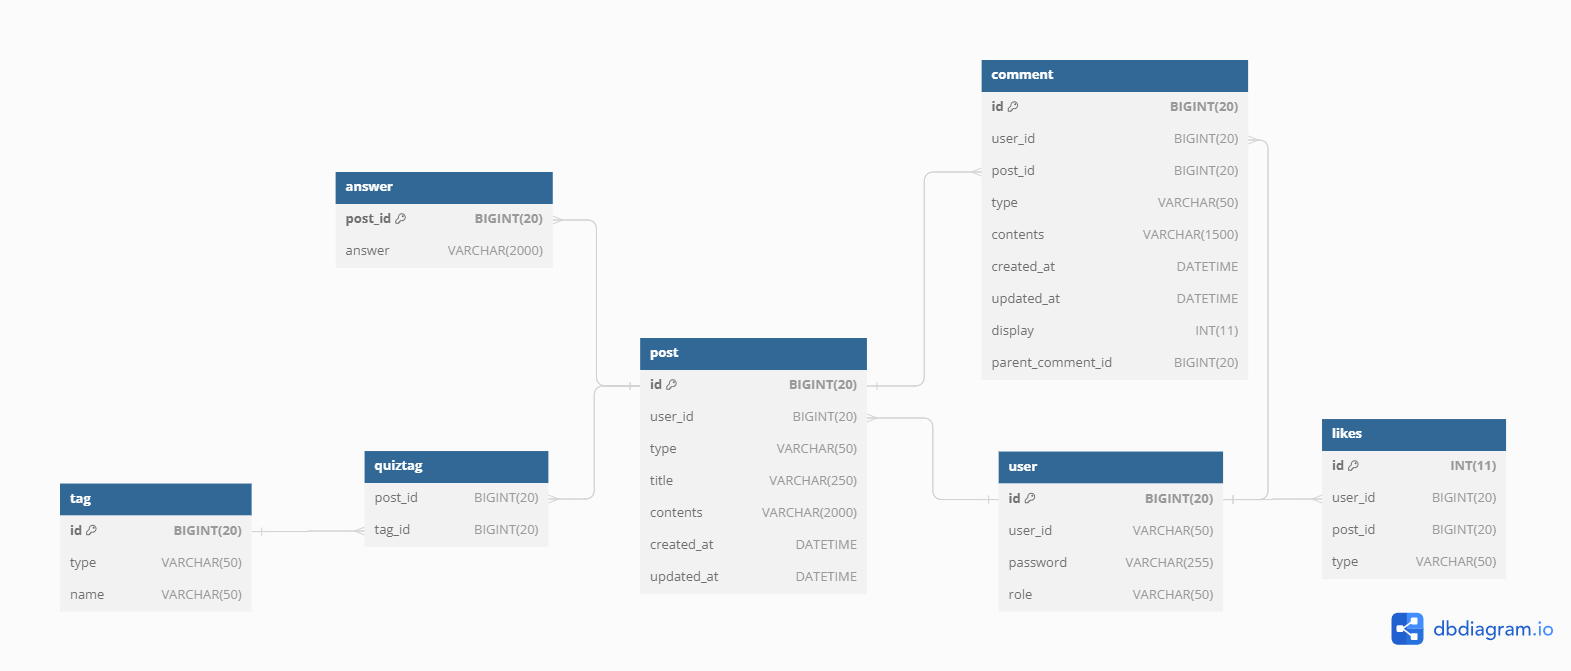 comment
id BIGINT(20)
user_id BIGINT(20)
post_id BIGINT(20)
type VARCHAR(50)
contents VARCHAR(1500)
created_at DATETIME
updated_at DATETIME
display INT(11)
parent_comment_id BIGINT(20)
answer
post_id BIGINT(20)
answer VARCHAR(2000)
post
id BIGINT(20)
user_id BIGINT(20)
type VARCHAR(50)
title VARCHAR(250)
contents VARCHAR(2000)
created_at DATETIME
updated_at DATETIME
quiztag
post_id BIGINT(20)
tag_id BIGINT(20)
tag
id BIGINT(20)
type VARCHAR(50)
name VARCHAR(50)
user
id BIGINT(20)
user_id VARCHAR(50)
password VARCHAR(255)
role VARCHAR(50)
likes
id INT(11)
user_id BIGINT(20)
post_id BIGINT(20)
type VARCHAR(50)
dbdiagram.io